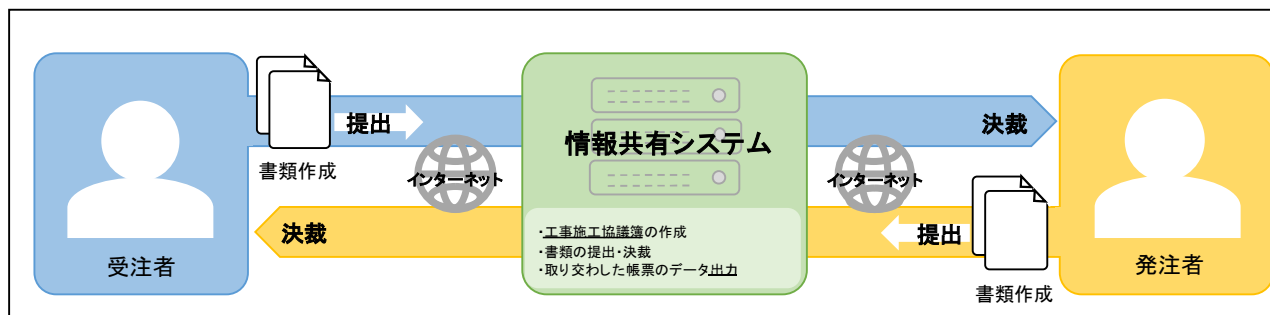 提出
書類作成
インターネット
決裁
受注者
情報共有システム
・工事施工協議簿の作成
・書類の提出・決裁
・取り交わした帳票のデータ出力
決裁
インターネット
提出
書類作成
発注者